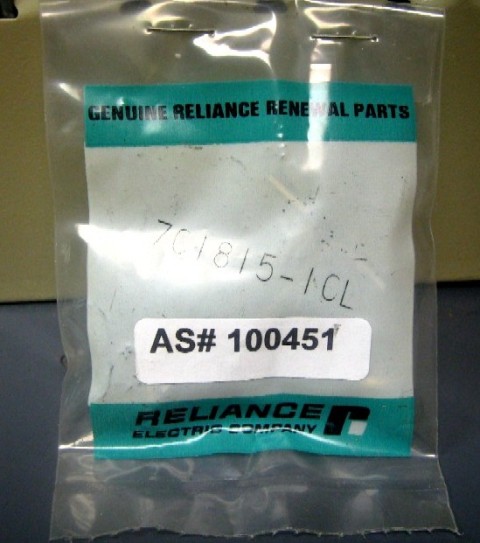 GENUINE RELIANCE RENEWAL PARTS
701815-1CL
AS# 100451
RELIANCE
ELECTRIC COMPANY